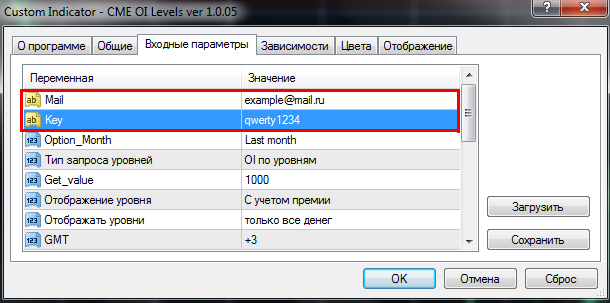 Custom Indicator - CME OI Levels ver 1.0.05
? X
О программе Общие Входные параметры Зависимости Цвета Отображение
Переменная Значение
ab Mail example@mail.ru
ab Key qwerty1234
123 Option_Month Last month
123 Тип запроса уровней OI по уровням
123 Get_value 1000
123 Отображение уровня С учетом премии
123 Отображать уровни только все денег
123 GMT +3
Загрузить
Сохранить
OK Отмена Сброс